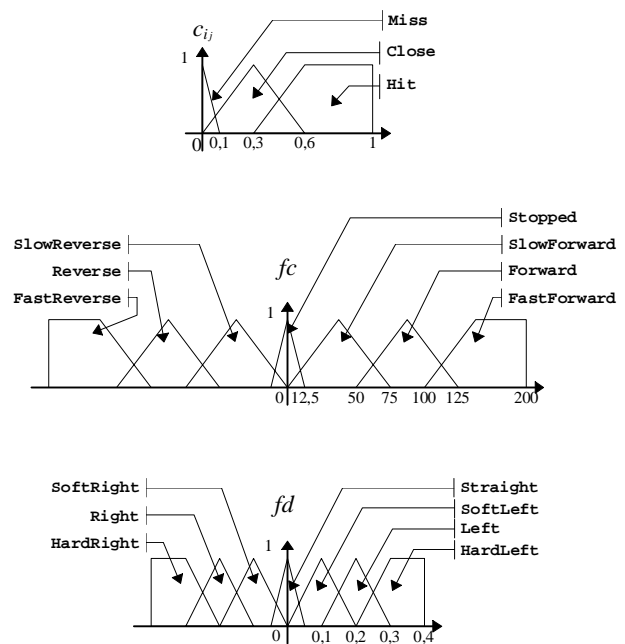 Miss
c_ij
1
Close
Hit
0 0,1 0,3 0,6 1
Stopped
SlowReverse fc SlowForward
Reverse Forward
FastReverse FastForward
1
0 12,5 50 75 100 125 200
SoftRight Straight
fd SoftLeft
Right Left
HardRight 1 HardLeft
0 0,1 0,2 0,3 0,4